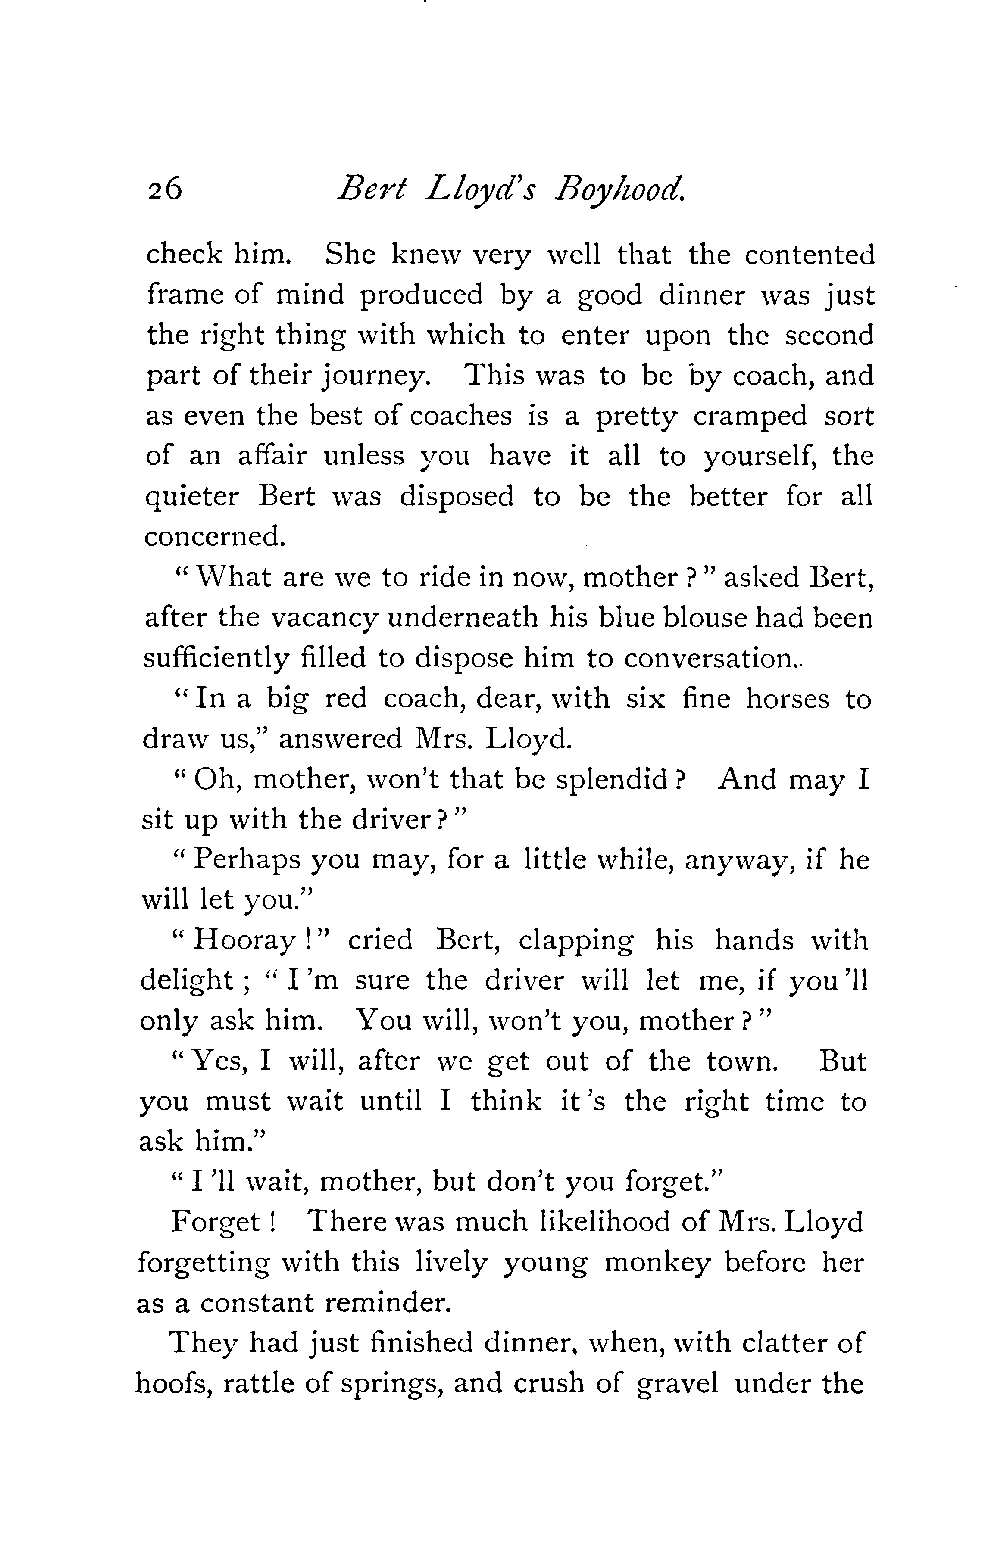 26 Bert Lloyd's Boyhood.
check him. She knew very well that the contented
frame of mind produced by a good dinner was just
the right thing with which to enter upon the second
part of their journey. This was to be by coach, and
as even the best of coaches is a pretty cramped sort
of an affair unless you have it all to yourself, the
quieter Bert was disposed to be the better for all
concerned.
"What are we to ride in now, mother?" asked Bert,
after the vacancy underneath his blue blouse had been
sufficiently filled to dispose him to conversation..
"In a big red coach, dear, with six fine horses to
draw us," answered Mrs. Lloyd.
"Oh, mother, won't that be splendid? And may I
sit up with the driver?"
"Perhaps you may, for a little while, anyway, if he
will let you."
"Hooray!" cried Bert, clapping his hands with
delight; "I'm sure the driver will let me, if you'll
only ask him. You will, won't you, mother?"
"Yes, I will, after we get out of the town. But
you must wait until I think it's the right time to
ask him."
"I'll wait, mother, but don't you forget."
Forget! There was much likelihood of Mrs. Lloyd
forgetting with this lively young monkey before her
as a constant reminder.
They had just finished dinner, when, with clatter of
hoofs, rattle of springs, and crush of gravel under the